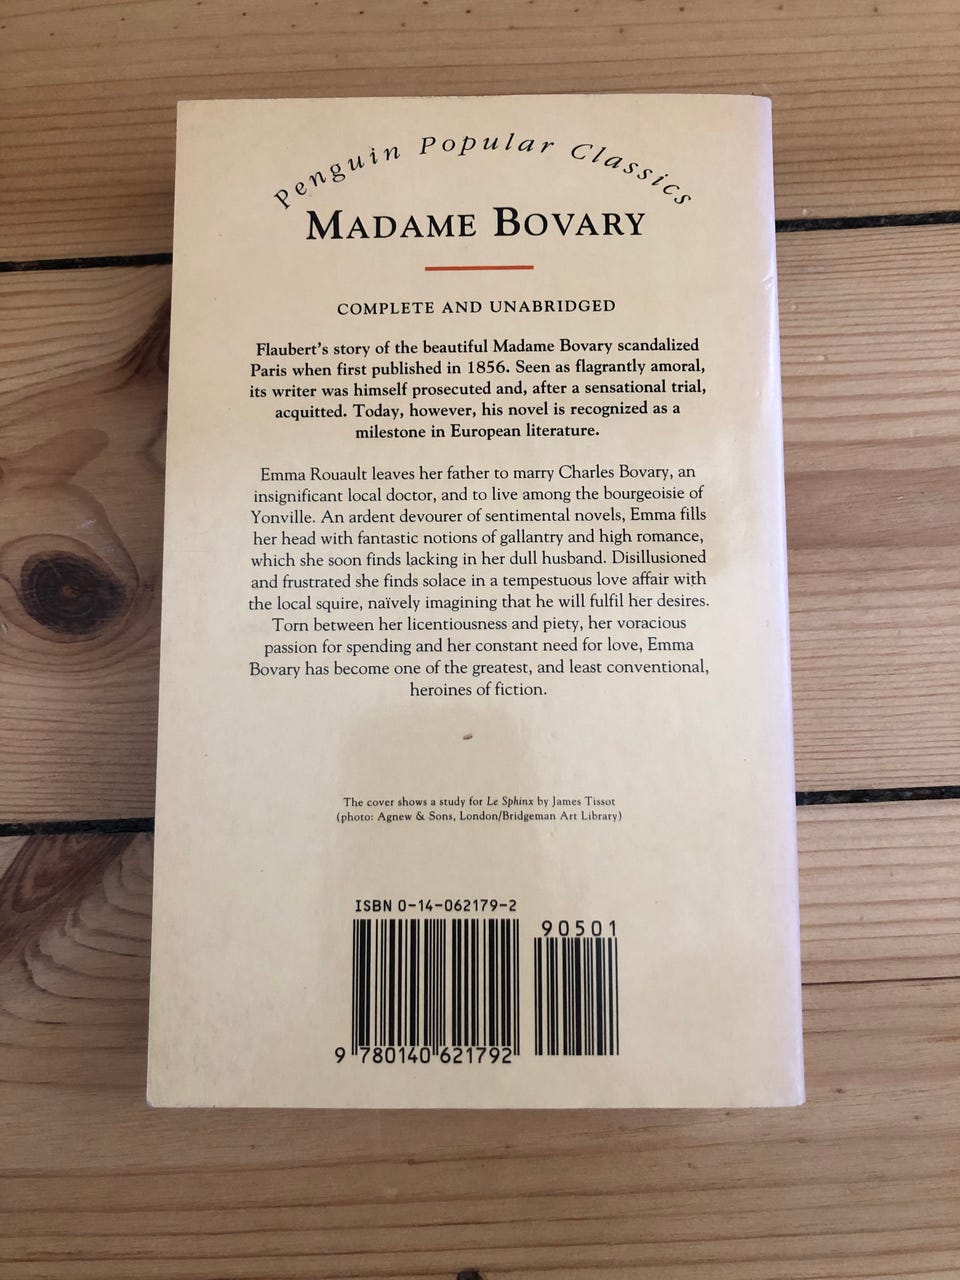 Penguin Popular Classics
MADAME BOVARY
COMPLETE AND UNABRIDGED
Flaubert's story of the beautiful Madame Bovary scandalized
Paris when first published in 1856. Seen as flagrantly amoral,
its writer was himself prosecuted and, after a sensational trial,
acquitted. Today, however, his novel is recognized as a
milestone in European literature.
Emma Rouault leaves her father to marry Charles Bovary, an
insignificant local doctor, and to live among the bourgeoisie of
Yonville. An ardent devourer of sentimental novels, Emma fills
her head with fantastic notions of gallantry and high romance,
which she soon finds lacking in her dull husband. Disillusioned
and frustrated she finds solace in a tempestuous love affair with
the local squire, naïvely imagining that he will fulfil her desires.
Torn between her licentiousness and piety, her voracious
passion for spending and her constant need for love, Emma
Bovary has become one of the greatest, and least conventional,
heroines of fiction.
The cover shows a study for Le Sphinx by James Tissot
(photo: Agnew & Sons, London/Bridgeman Art Library)
ISBN 0-14-062179-2
90501
9 780140 621792